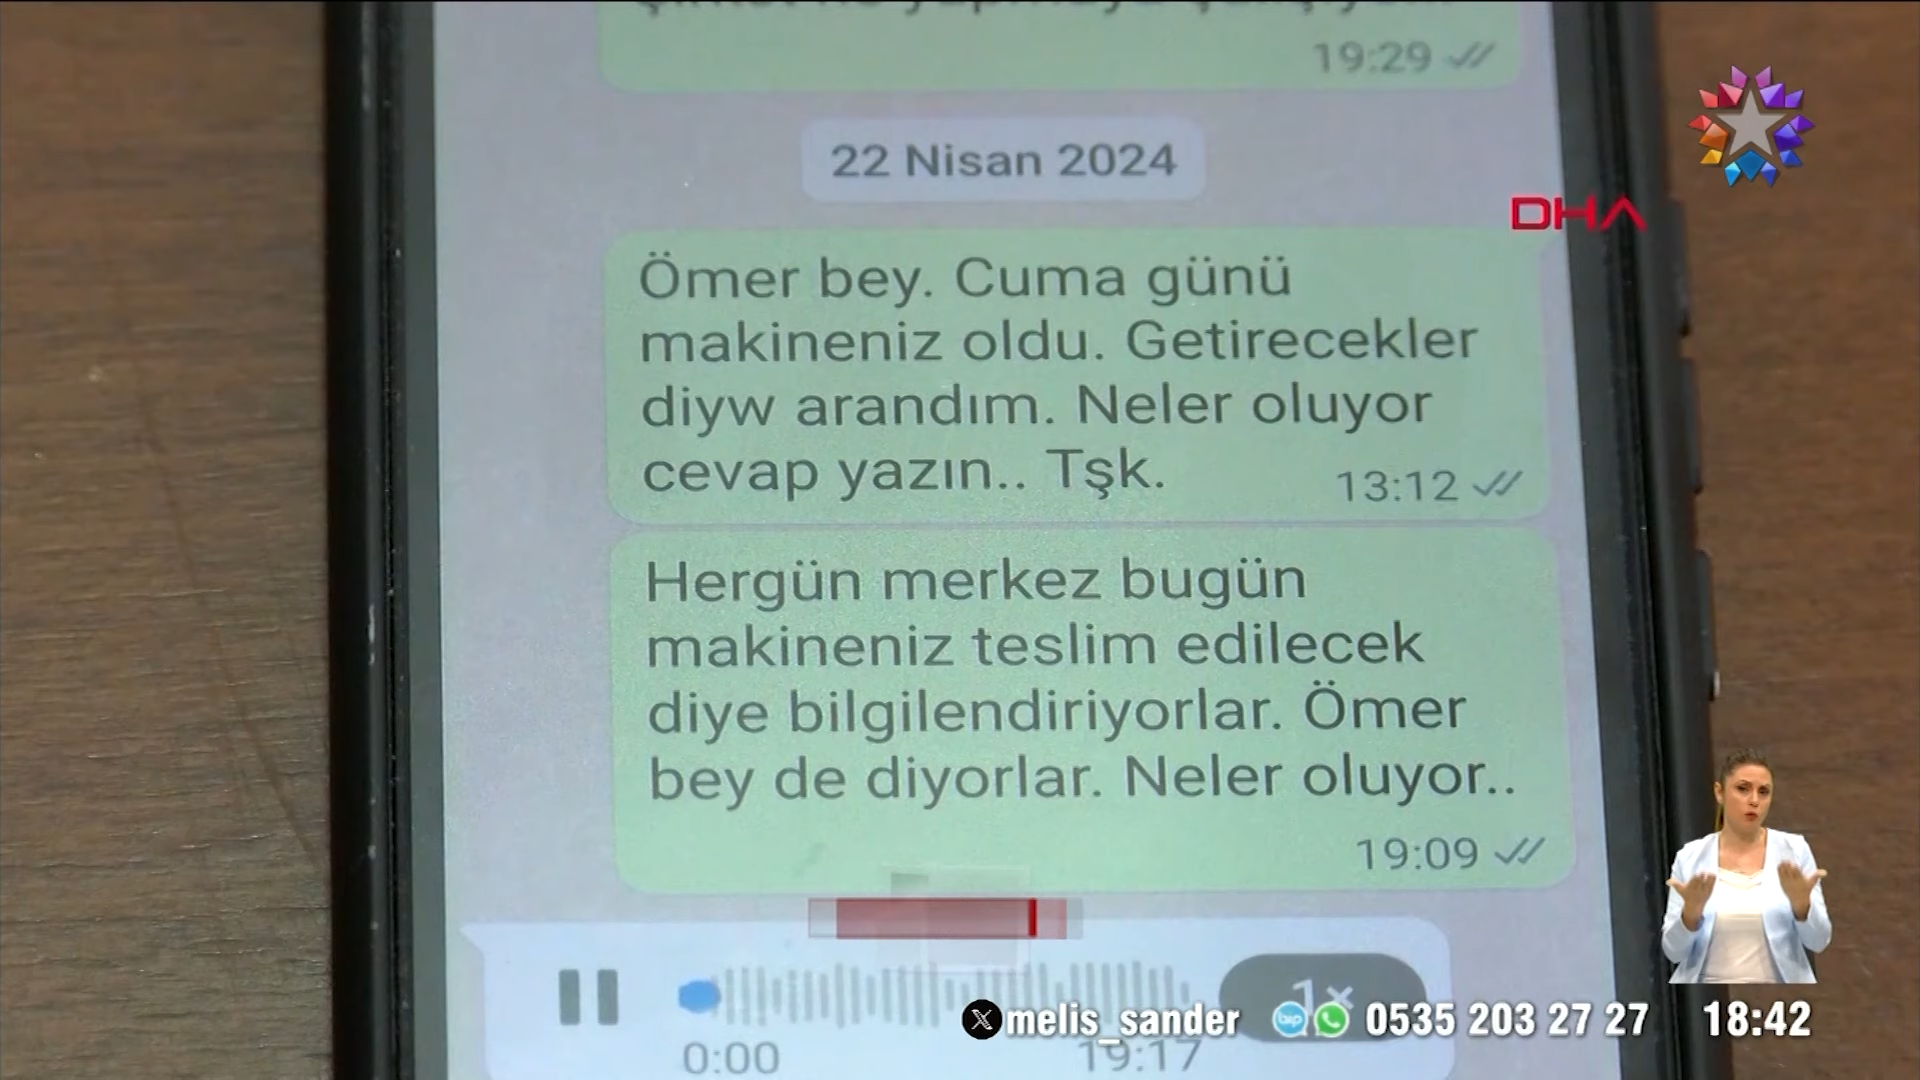 19:29
22 Nisan 2024
DHA
Ömer bey. Cuma günü
makineniz oldu. Getirecekler
diyw arandım. Neler oluyor
cevap yazın.. Tşk.
13:12
Hergün merkez bugün
makineniz teslim edilecek
diye bilgilendiriyorlar. Ömer
bey de diyorlar. Neler oluyor..
19:09
1x
0:00
19:17
melis_sander
bip
0535 203 27 27
18:42